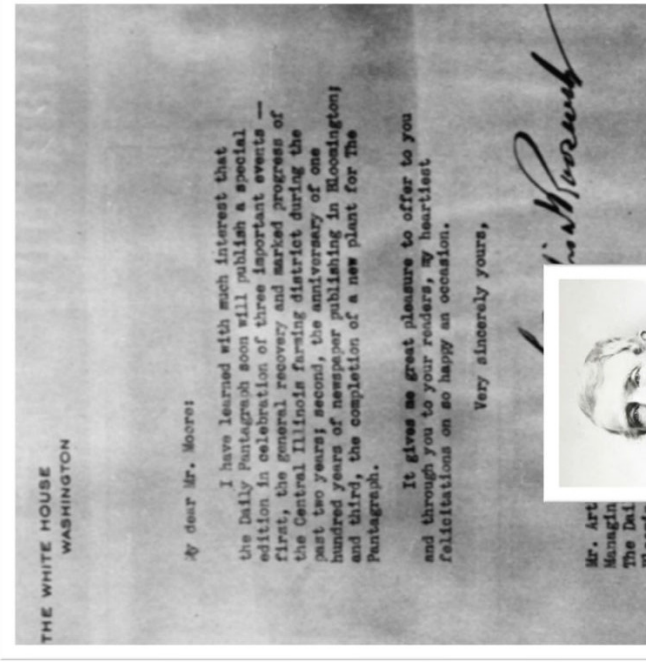 THE WHITE HOUSE
WASHINGTON
My dear Mr. Moore:
I have learned with much interest that
the Daily Pantagraph soon will publish a special
edition in celebration of three important events —
first, the general recovery and marked progress of
the Central Illinois farming district during the
past two years; second, the anniversary of one
hundred years of newspaper publishing in Bloomington;
and third, the completion of a new plant for The
Pantagraph.
It gives me great pleasure to offer to you
and through you to your readers, my heartiest
felicitations on so happy an occasion.
Very sincerely yours,
Roosevelt
Mr. Art
Managin
The Dai